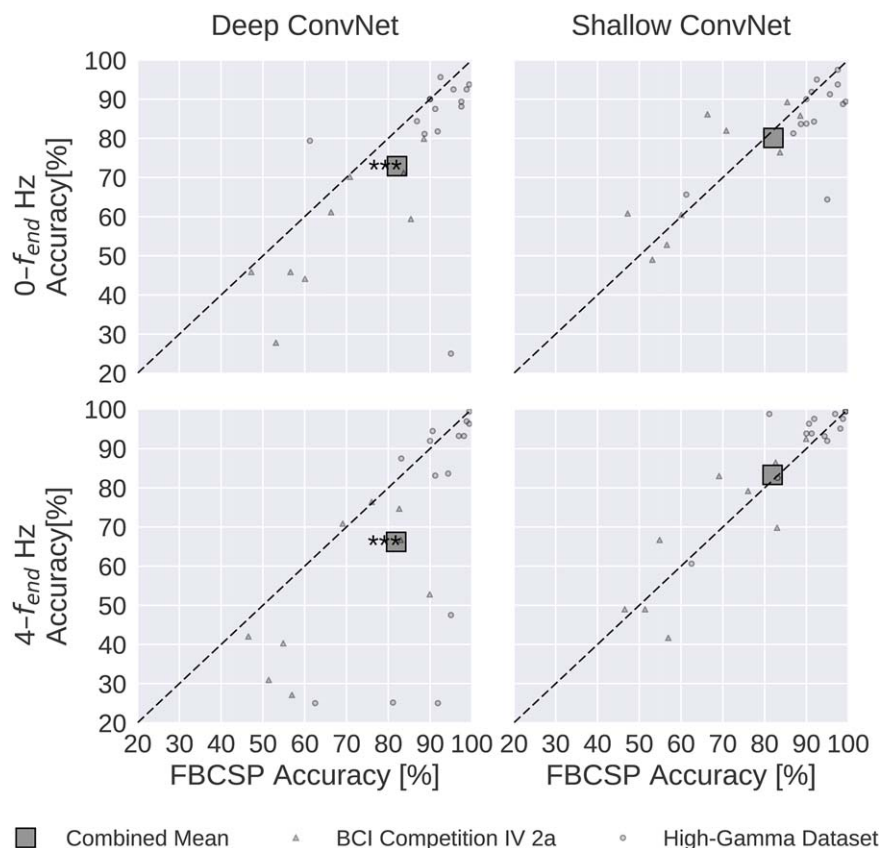 Deep ConvNet Shallow ConvNet
100
90
80
70
60
50
40
30
20
0–f_end Hz
Accuracy[%]
***
100
90
80
70
60
50
40
30
20
4–f_end Hz
Accuracy[%]
***
20 30 40 50 60 70 80 90 100 20 30 40 50 60 70 80 90 100
FBCSP Accuracy [%] FBCSP Accuracy [%]
Combined Mean BCI Competition IV 2a High-Gamma Dataset